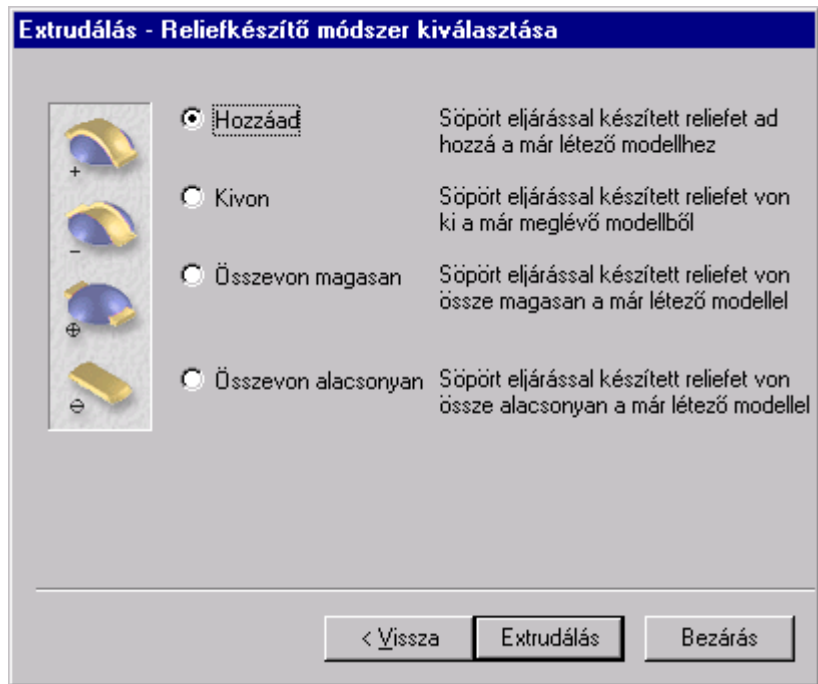 Extrudálás - Reliefkészítő módszer kiválasztása
Hozzáad
Söpört eljárással készített reliefet ad
hozzá a már létező modellhez
Kivon
Söpört eljárással készített reliefet von
ki a már meglévő modellből
Összevon magasan
Söpört eljárással készített reliefet von
össze magasan a már létező modellel
Összevon alacsonyan
Söpört eljárással készített reliefet von
össze alacsonyan a már létező modellel
< Vissza
Extrudálás
Bezárás